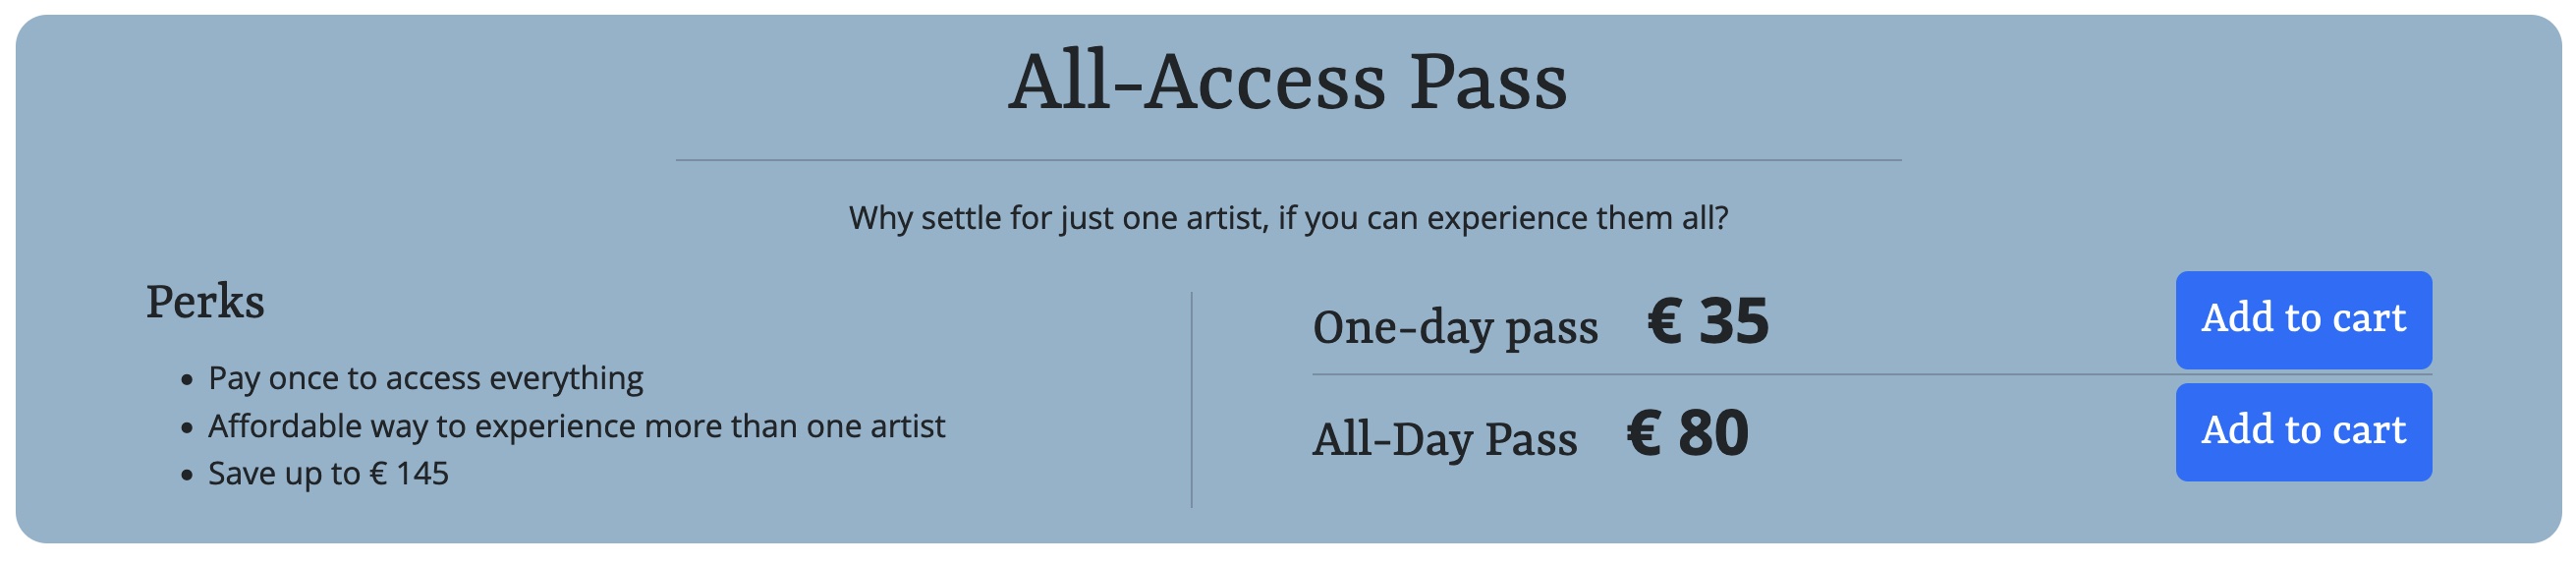 All-Access Pass
Why settle for just one artist, if you can experience them all?
Perks
• Pay once to access everything
• Affordable way to experience more than one artist
• Save up to € 145
One-day pass € 35 Add to cart
All-Day Pass € 80 Add to cart